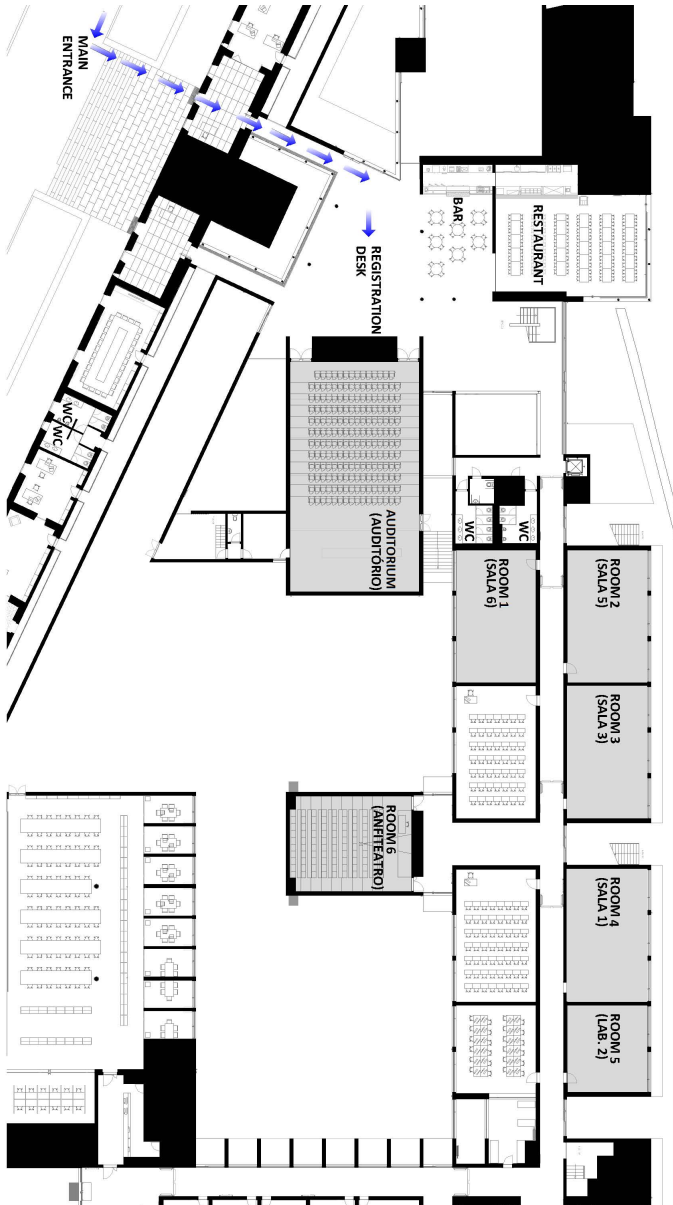 MAIN
ENTRANCE
REGISTRATION
DESK
BAR
RESTAURANT
WC
WC
AUDITORIUM
(AUDITÓRIO)
WC
WC
ROOM 1
(SALA 6)
ROOM 2
(SALA 5)
ROOM 3
(SALA 3)
ROOM 6
(ANFITEATRO)
ROOM 4
(SALA 1)
ROOM 5
(LAB. 2)